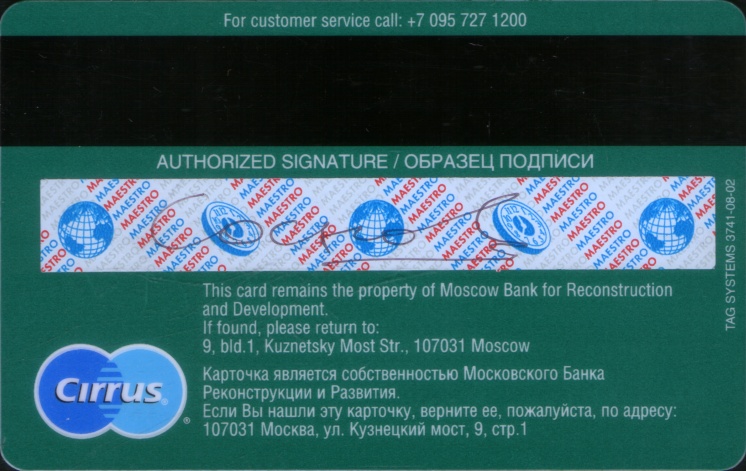 For customer service call: +7 095 727 1200
AUTHORIZED SIGNATURE / ОБРАЗЕЦ ПОДПИСИ
MAESTRO MAESTRO MAESTRO MAESTRO
This card remains the property of Moscow Bank for Reconstruction
and Development.
If found, please return to:
9, bld.1, Kuznetsky Most Str., 107031 Moscow
Cirrus®
Карточка является собственностью Московского Банка
Реконструкции и Развития.
Если Вы нашли эту карточку, верните ее, пожалуйста, по адресу:
107031 Москва, ул. Кузнецкий мост, 9, стр.1
TAG SYSTEMS 3741-08-02